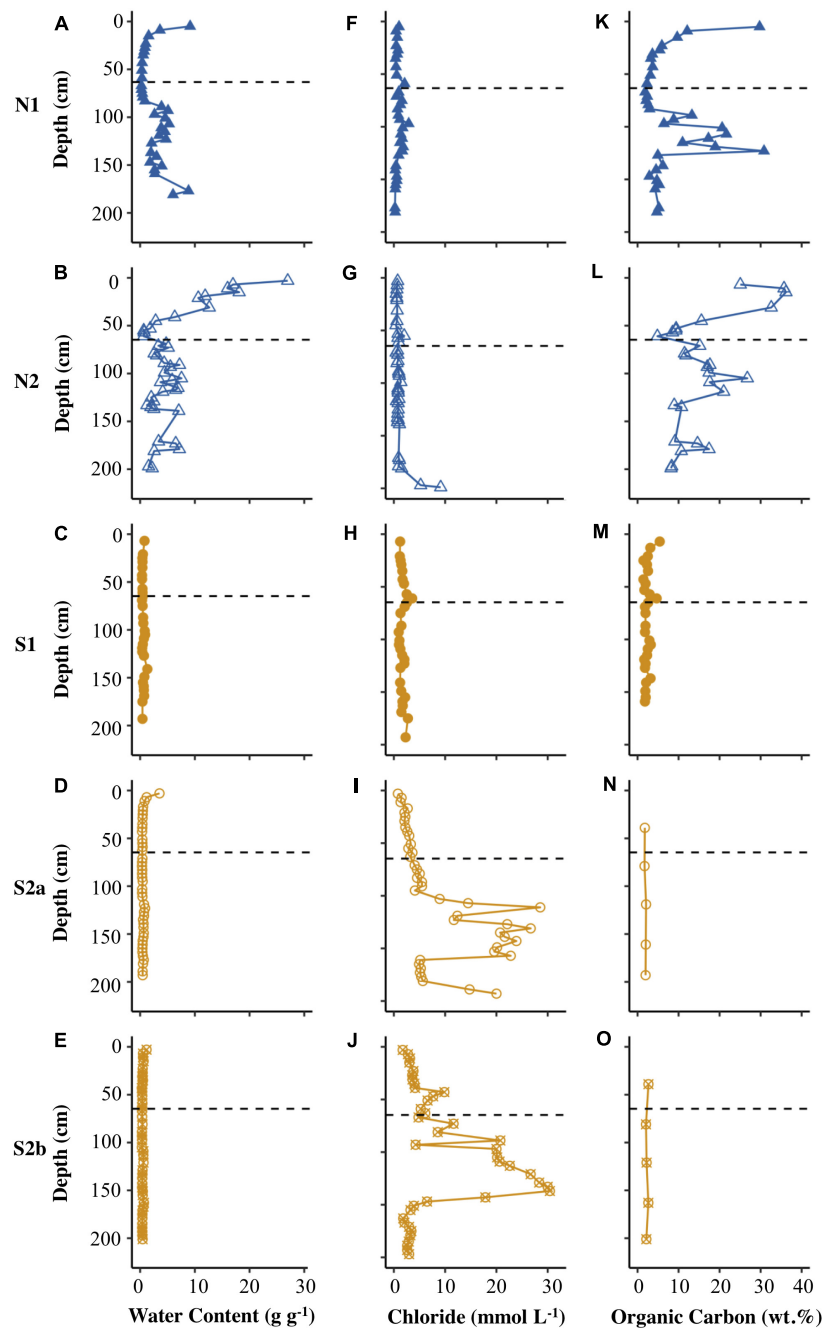 A F K
N1 Depth (cm) 0 50 100 150 200
B G L
N2 Depth (cm) 0 50 100 150 200
C H M
S1 Depth (cm) 0 50 100 150 200
D I N
S2a Depth (cm) 0 50 100 150 200
E J O
S2b Depth (cm) 0 50 100 150 200
0 10 20 30 0 10 20 30 0 10 20 30 40
Water Content (g g-1) Chloride (mmol L-1) Organic Carbon (wt.%)